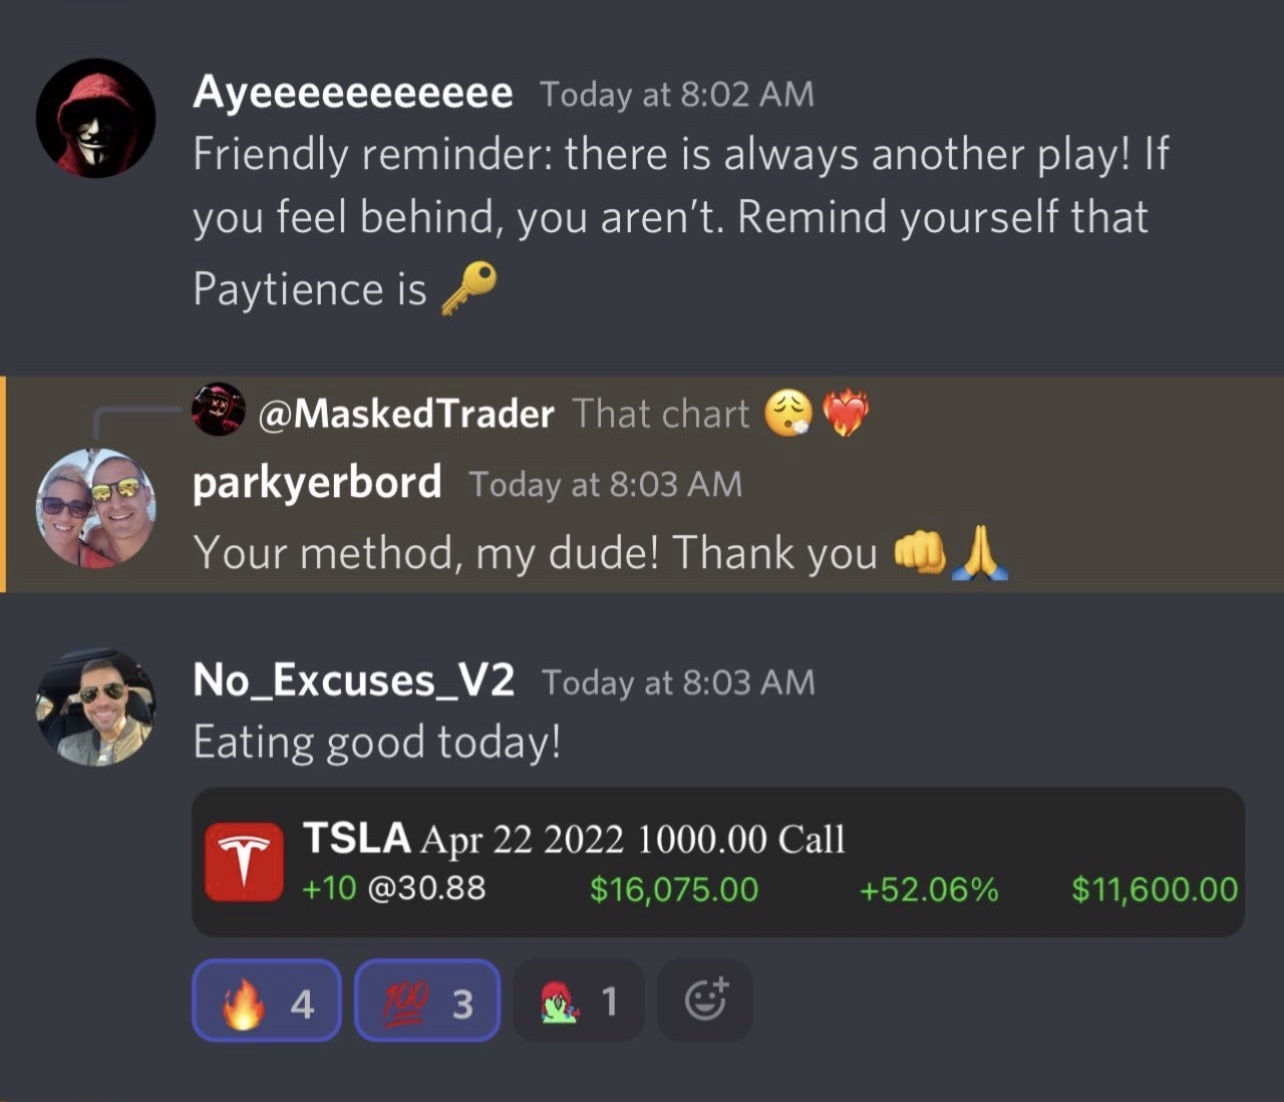 Ayeeeeeeeeeee Today at 8:02 AM
Friendly reminder: there is always another play! If
you feel behind, you aren’t. Remind yourself that
Paytience is 🔑
@MaskedTrader That chart 😮‍💨❤️‍🔥
parkyerbord Today at 8:03 AM
Your method, my dude! Thank you 👊🙏
No_Excuses_V2 Today at 8:03 AM
Eating good today!
TSLA Apr 22 2022 1000.00 Call
+10 @30.88 $16,075.00 +52.06% $11,600.00
🔥 4 💯 3 1